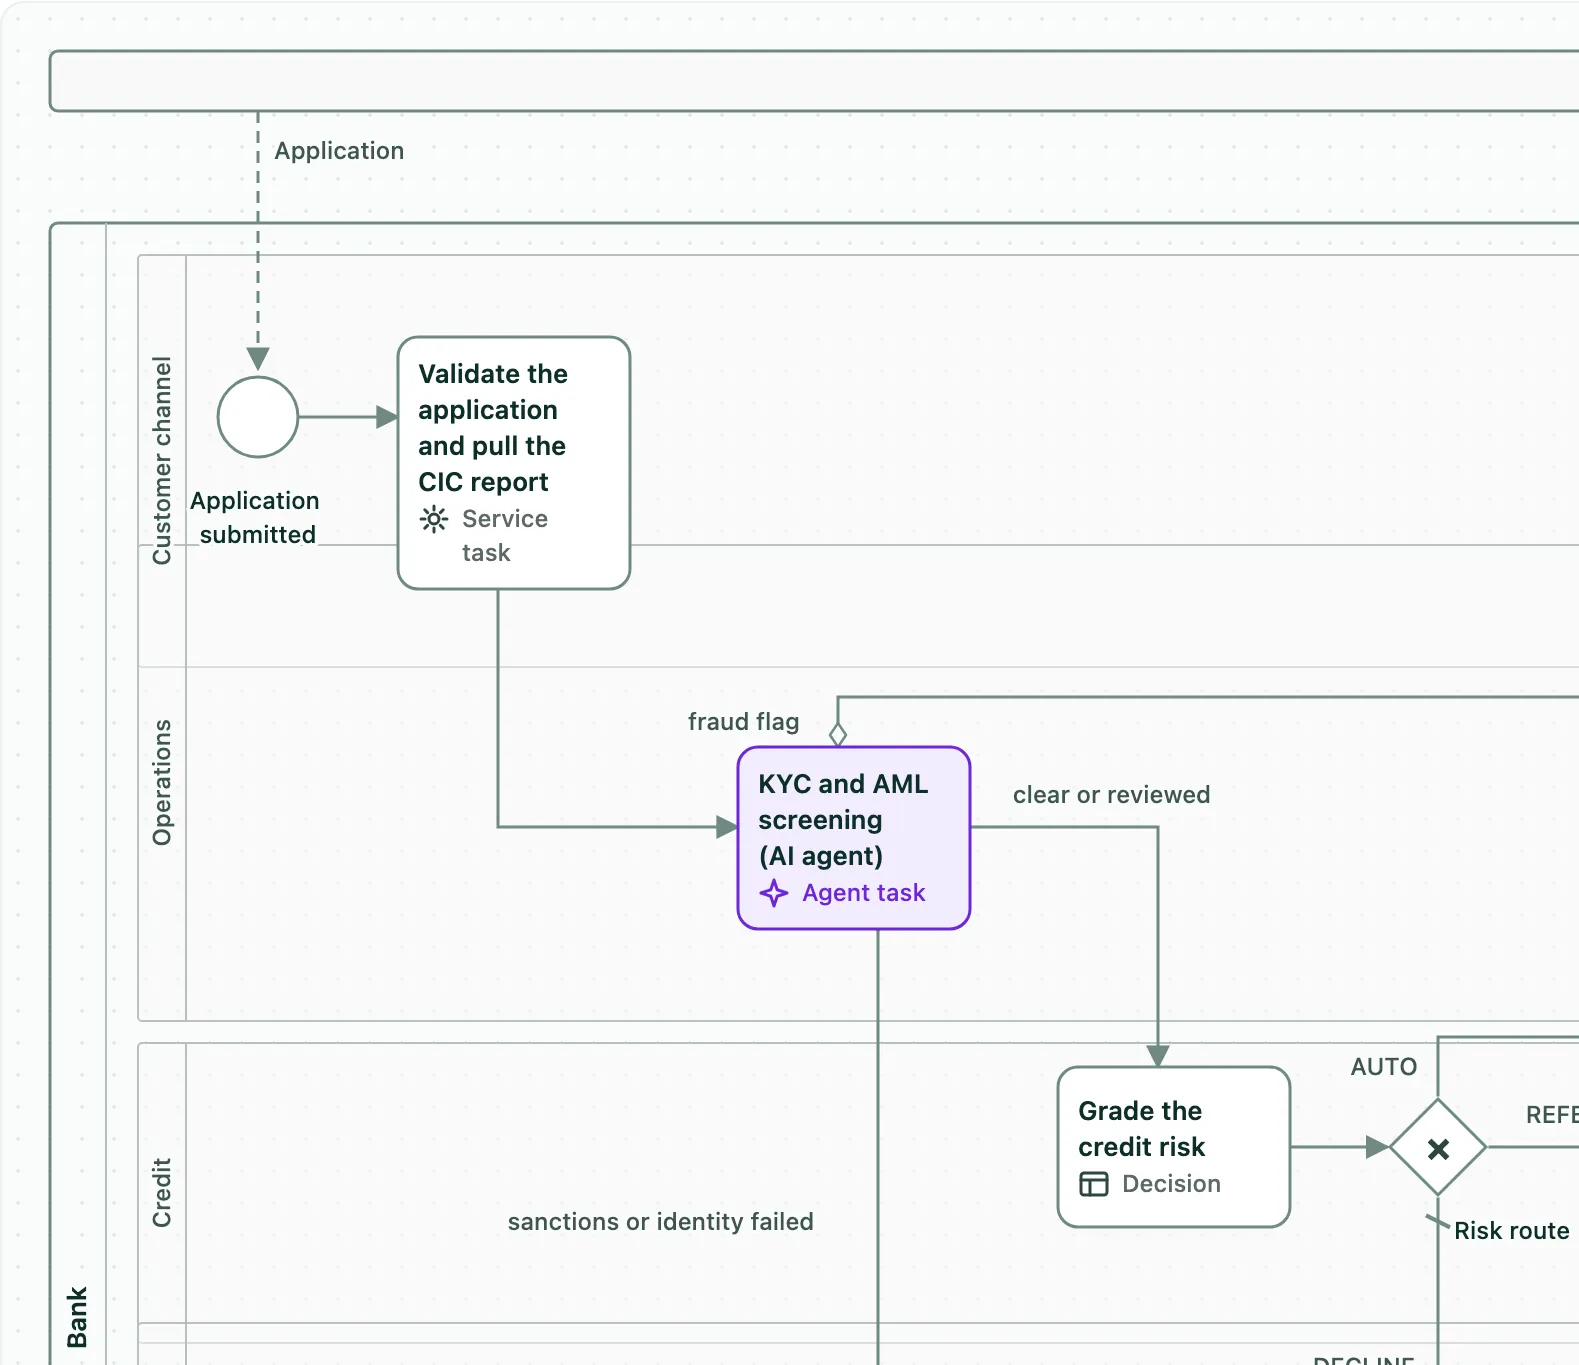 Application
Customer channel
Application
submitted
Validate the
application
and pull the
CIC report
Service
task
Operations
fraud flag
KYC and AML
screening
(AI agent)
Agent task
clear or reviewed
Bank
Credit
sanctions or identity failed
Grade the
credit risk
Decision
AUTO
REFE
Risk route
DECLINE